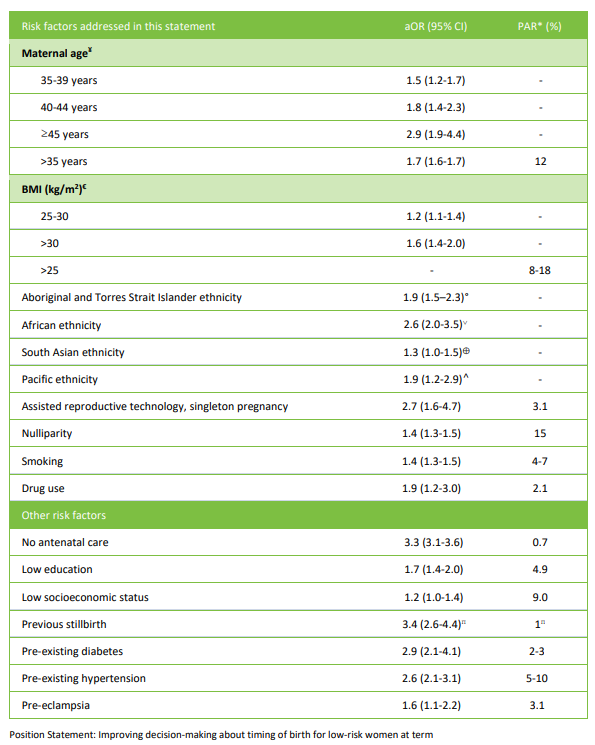 Risk factors addressed in this statement aOR (95% CI) PAR* (%)
Maternal age¥
35-39 years 1.5 (1.2-1.7) -
40-44 years 1.8 (1.4-2.3) -
≥45 years 2.9 (1.9-4.4) -
>35 years 1.7 (1.6-1.7) 12
BMI (kg/m²)€
25-30 1.2 (1.1-1.4) -
>30 1.6 (1.4-2.0) -
>25 - 8-18
Aboriginal and Torres Strait Islander ethnicity 1.9 (1.5–2.3)° -
African ethnicity 2.6 (2.0-3.5)ᵛ -
South Asian ethnicity 1.3 (1.0-1.5)⊕ -
Pacific ethnicity 1.9 (1.2-2.9)^ -
Assisted reproductive technology, singleton pregnancy 2.7 (1.6-4.7) 3.1
Nulliparity 1.4 (1.3-1.5) 15
Smoking 1.4 (1.3-1.5) 4-7
Drug use 1.9 (1.2-3.0) 2.1
Other risk factors
No antenatal care 3.3 (3.1-3.6) 0.7
Low education 1.7 (1.4-2.0) 4.9
Low socioeconomic status 1.2 (1.0-1.4) 9.0
Previous stillbirth 3.4 (2.6-4.4)ⁿ 1ⁿ
Pre-existing diabetes 2.9 (2.1-4.1) 2-3
Pre-existing hypertension 2.6 (2.1-3.1) 5-10
Pre-eclampsia 1.6 (1.1-2.2) 3.1
Position Statement: Improving decision-making about timing of birth for low-risk women at term